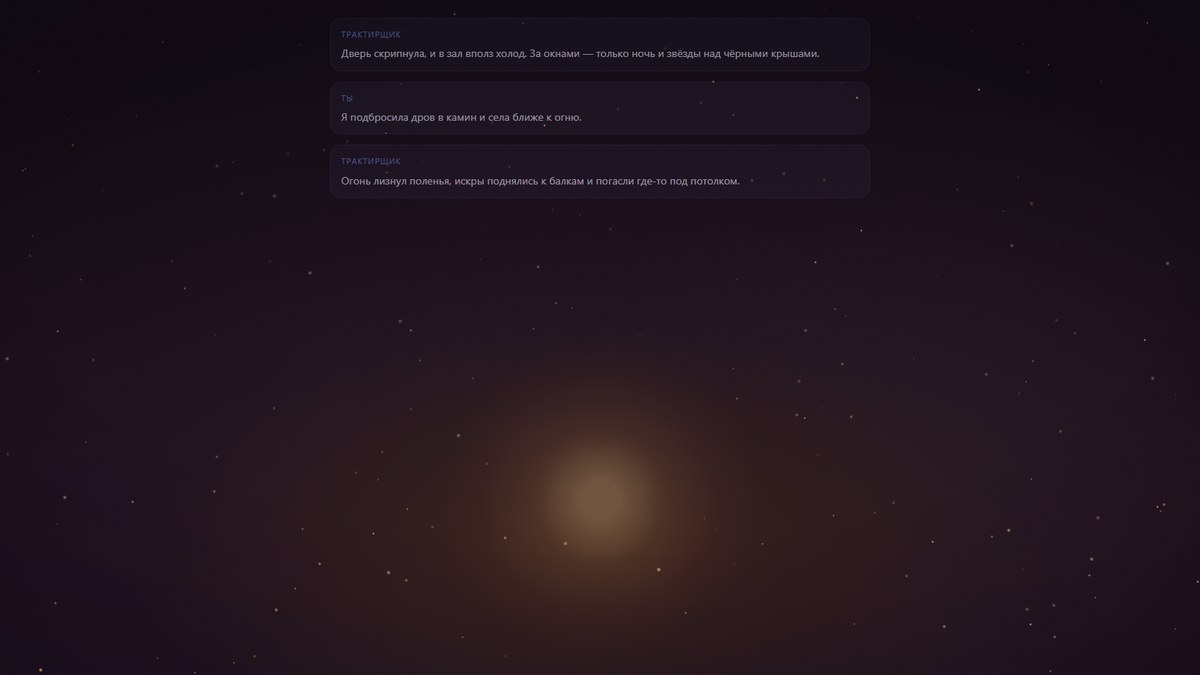 ТРАКТИРЩИК
Дверь скрипнула, и в зал вполз холод. За окнами — только ночь и звёзды над чёрными крышами.
ТЫ
Я подбросила дров в камин и села ближе к огню.
ТРАКТИРЩИК
Огонь лизнул поленья, искры поднялись к балкам и погасли где-то под потолком.